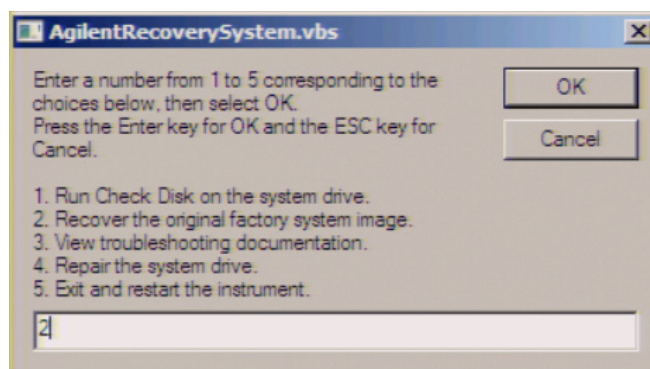 AgilentRecoverySystem.vbs
Enter a number from 1 to 5 corresponding to the
choices below, then select OK.
Press the Enter key for OK and the ESC key for
Cancel.
OK
Cancel
1. Run Check Disk on the system drive.
2. Recover the original factory system image.
3. View troubleshooting documentation.
4. Repair the system drive.
5. Exit and restart the instrument.
2